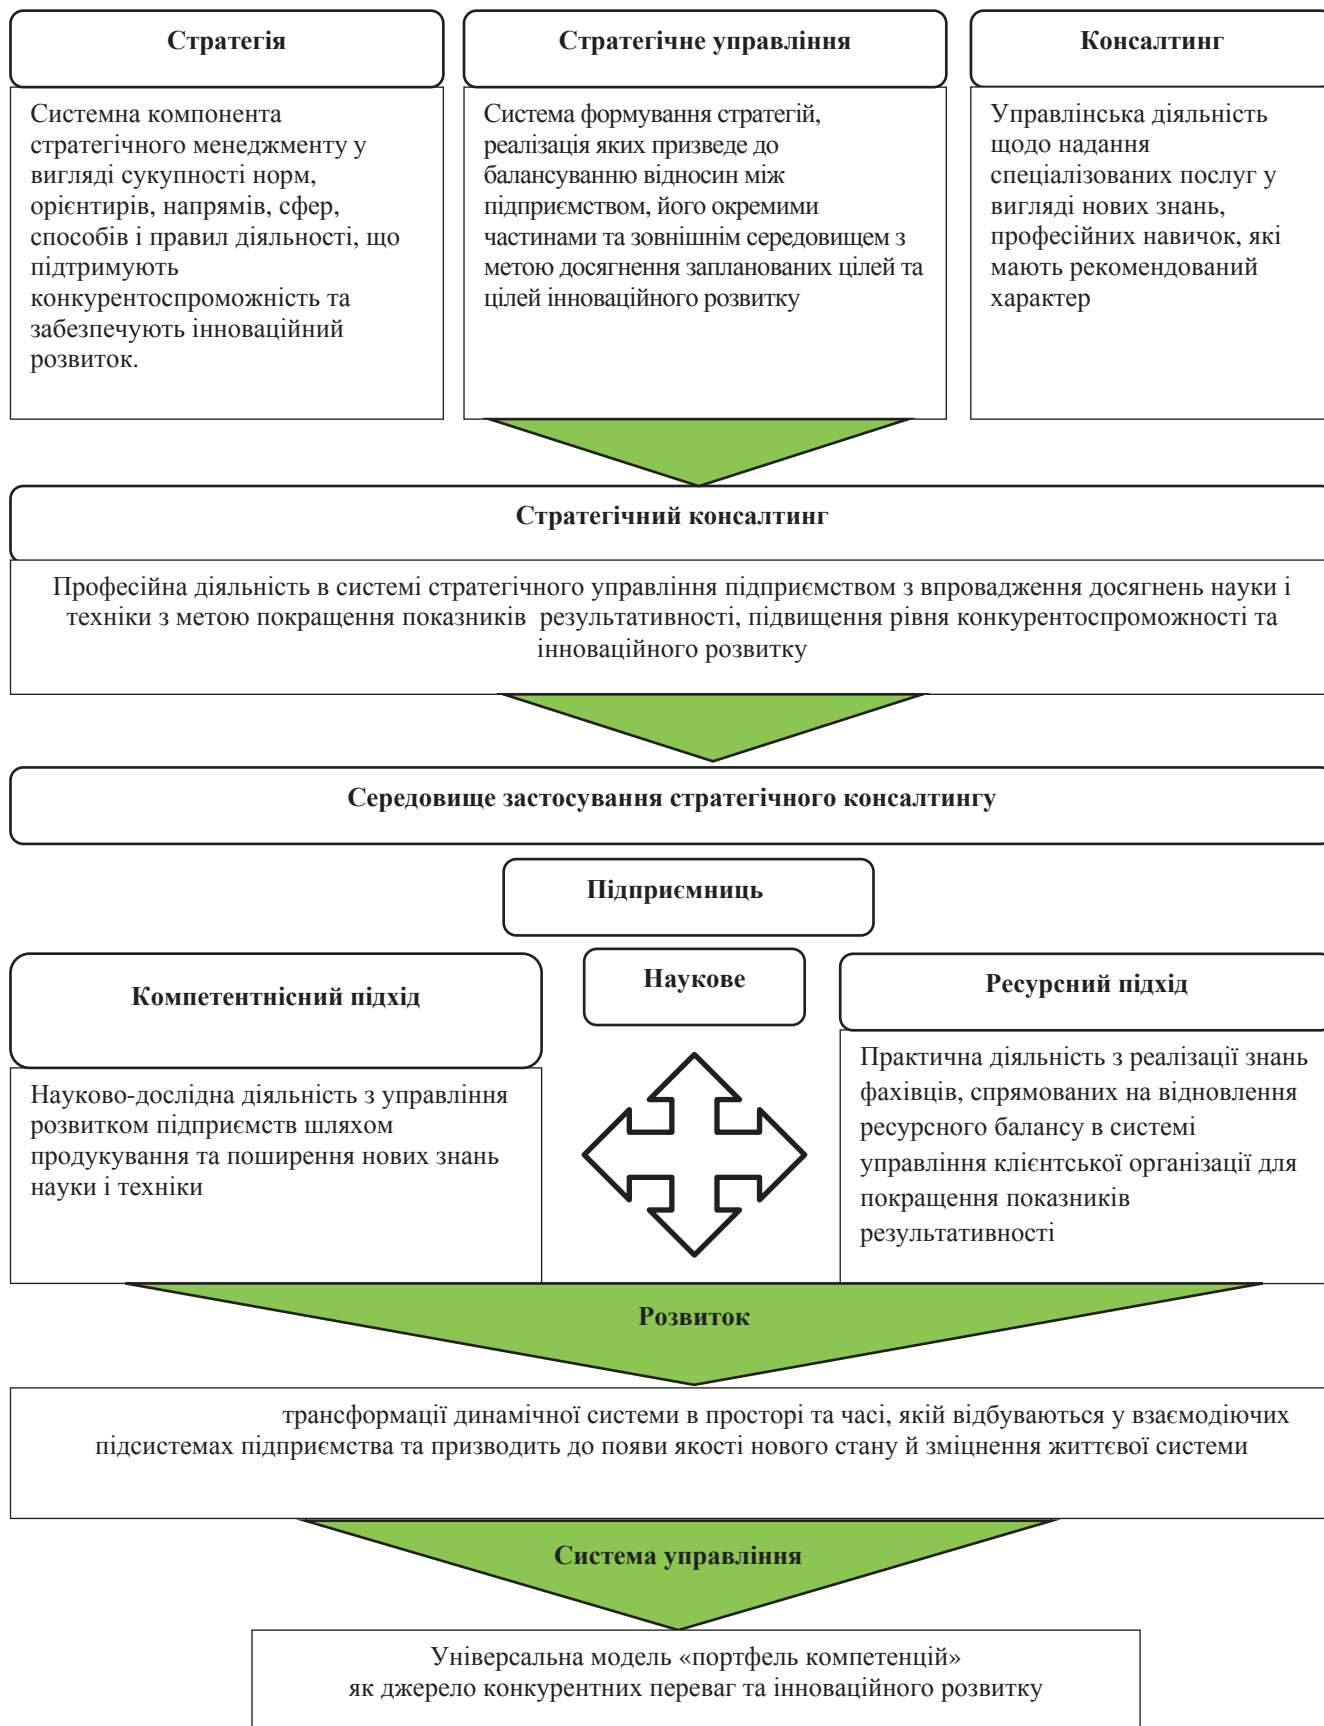 Стратегія
Системна компонента
стратегічного менеджменту у
вигляді сукупності норм,
орієнтирів, напрямів, сфер,
способів і правил діяльності, що
підтримують
конкурентоспроможність та
забезпечують інноваційний
розвиток.
Стратегічне управління
Система формування стратегій,
реалізація яких призведе до
балансуванню відносин між
підприємством, його окремими
частинами та зовнішнім середовищем з
метою досягнення запланованих цілей та
цілей інноваційного розвитку
Консалтинг
Управлінська діяльність
щодо надання
спеціалізованих послуг у
вигляді нових знань,
професійних навичок, які
мають рекомендований
характер
Стратегічний консалтинг
Професійна діяльність в системі стратегічного управління підприємством з впровадження досягнень науки і
техніки з метою покращення показників результативності, підвищення рівня конкурентоспроможності та
інноваційного розвитку
Середовище застосування стратегічного консалтингу
Підприємниць
Компетентнісний підхід
Науково-дослідна діяльність з управління
розвитком підприємств шляхом
продукування та поширення нових знань
науки і техніки
Наукове
Ресурсний підхід
Практична діяльність з реалізації знань
фахівців, спрямованих на відновлення
ресурсного балансу в системі
управління клієнтської організації для
покращення показників
результативності
Розвиток
трансформації динамічної системи в просторі та часі, якій відбуваються у взаємодіючих
підсистемах підприємства та призводить до появи якості нового стану й зміцнення життєвої системи
Система управління
Універсальна модель «портфель компетенцій»
як джерело конкурентних переваг та інноваційного розвитку